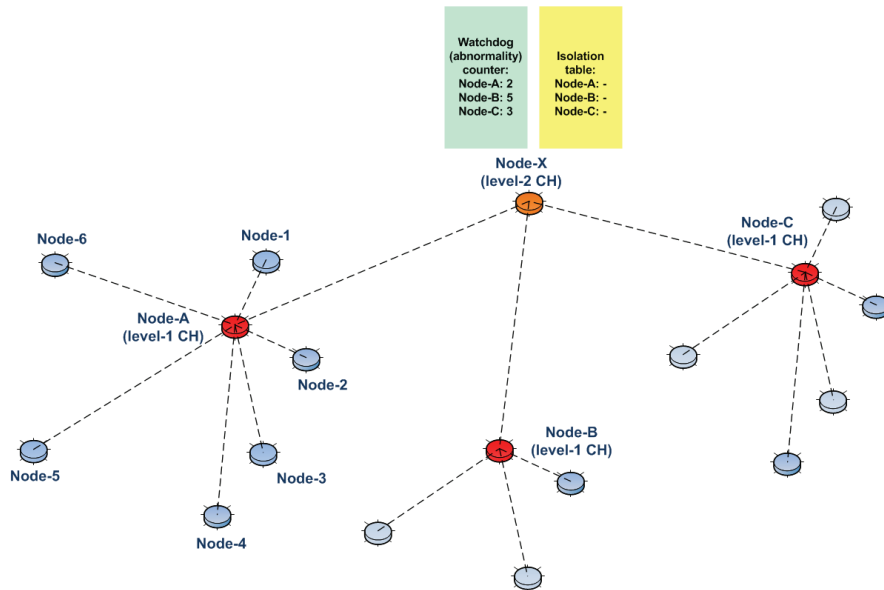 Watchdog
(abnormality)
counter:
Node-A: 2
Node-B: 5
Node-C: 3
Isolation
table:
Node-A: -
Node-B: -
Node-C: -
Node-X
(level-2 CH)
Node-C
(level-1 CH)
Node-6
Node-1
Node-A
(level-1 CH)
Node-2
Node-B
(level-1 CH)
Node-5
Node-3
Node-4